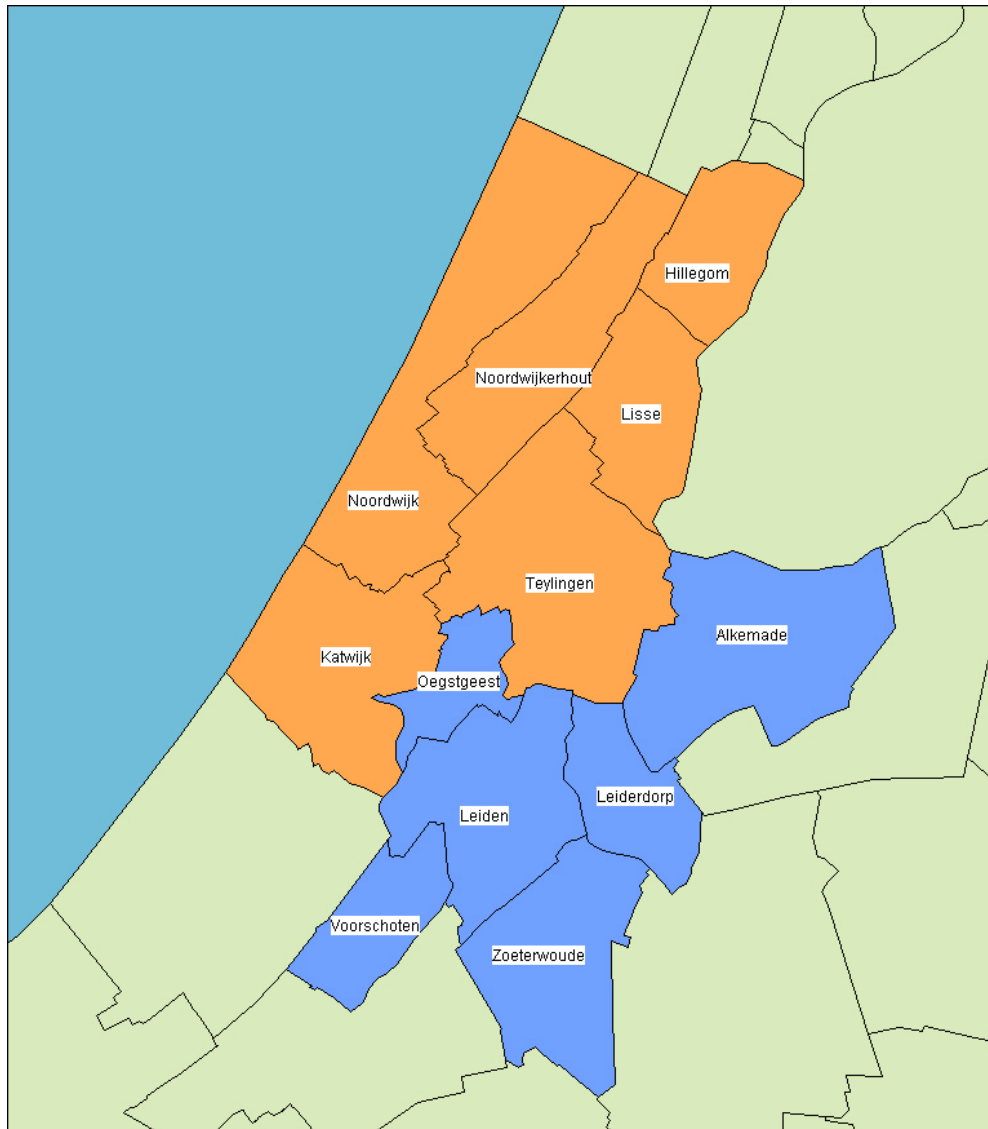 Hillegom
Noordwijkerhout
Lisse
Noordwijk
Teylingen
Alkemade
Katwijk
Oegstgeest
Leiderdorp
Leiden
Voorschoten
Zoeterwoude